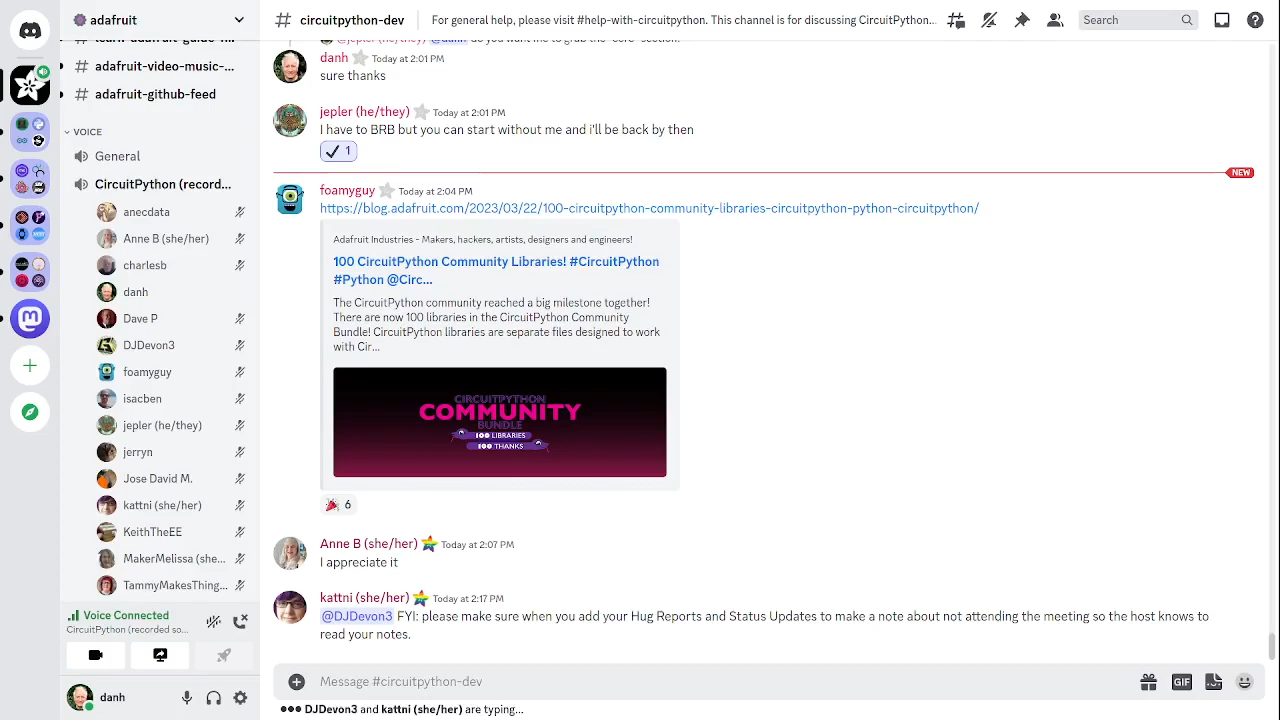 adafruit
# circuitpython-dev
For general help, please visit #help-with-circuitpython. This channel is for discussing CircuitPython...
Search
# adafruit-video-music-...
# adafruit-github-feed
VOICE
General
CircuitPython (record...
anecdata
Anne B (she/her)
charlesb
danh
Dave P
DJDevon3
foamyguy
isacben
jepler (he/they)
jerryn
Jose David M.
kattni (she/her)
KeithTheEE
MakerMelissa (she...
TammyMakesThing...
Voice Connected
CircuitPython (recorded so...
danh
danh Today at 2:01 PM
sure thanks
jepler (he/they) Today at 2:01 PM
I have to BRB but you can start without me and i'll be back by then
1
NEW
foamyguy Today at 2:04 PM
https://blog.adafruit.com/2023/03/22/100-circuitpython-community-libraries-circuitpython-python-circuitpython/
Adafruit Industries - Makers, hackers, artists, designers and engineers!
100 CircuitPython Community Libraries! #CircuitPython
#Python @Circ...
The CircuitPython community reached a big milestone together!
There are now 100 libraries in the CircuitPython Community
Bundle! CircuitPython libraries are separate files designed to work
with Cir...
CIRCUITPYTHON
COMMUNITY
BUNDLE
100 LIBRARIES
100 THANKS
6
Anne B (she/her) Today at 2:07 PM
I appreciate it
kattni (she/her) Today at 2:17 PM
@DJDevon3 FYI: please make sure when you add your Hug Reports and Status Updates to make a note about not attending the meeting so the host knows to
read your notes.
Message #circuitpython-dev
GIF
DJDevon3 and kattni (she/her) are typing...